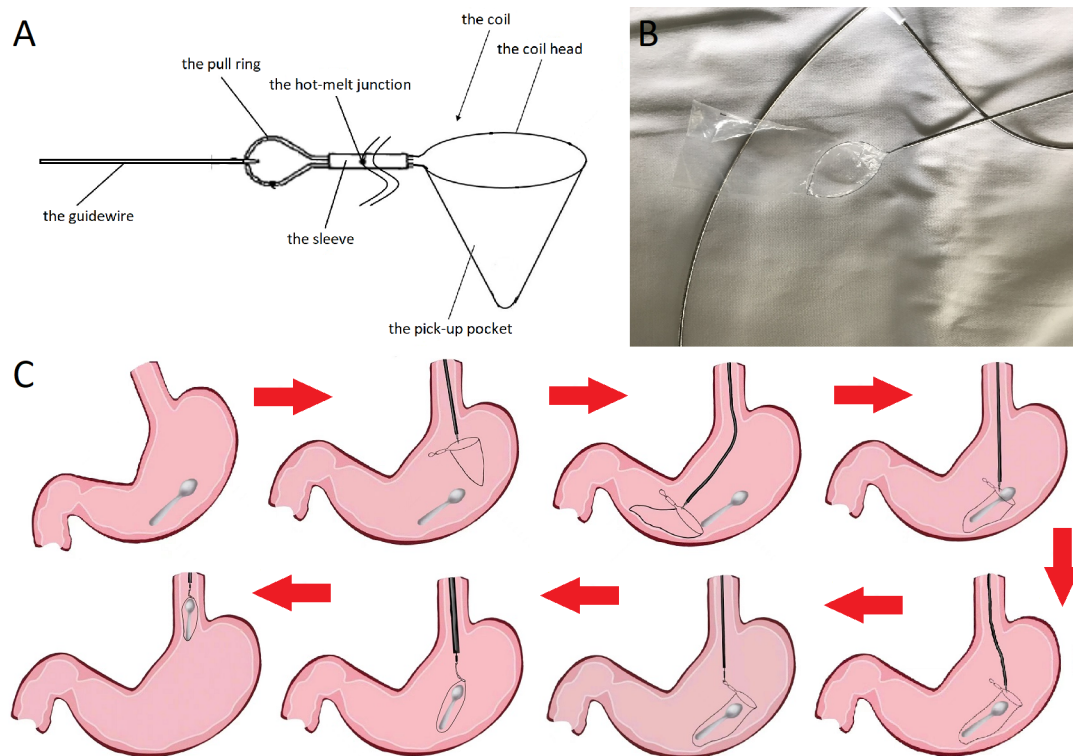 A
the coil
the coil head
the pull ring
the hot-melt junction
the guidewire
the sleeve
the pick-up pocket
B
C